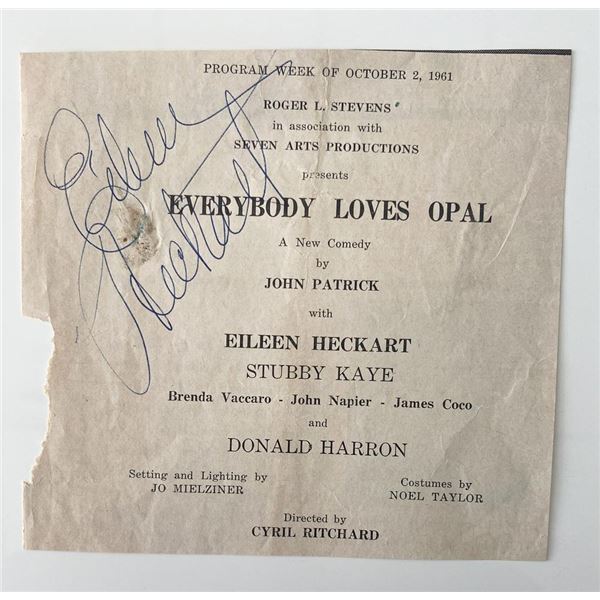 PROGRAM WEEK OF OCTOBER 2, 1961
ROGER L. STEVENS
in association with
SEVEN ARTS PRODUCTIONS
presents
EVERYBODY LOVES OPAL
A New Comedy
by
JOHN PATRICK
with
EILEEN HECKART
STUBBY KAYE
Brenda Vaccaro - John Napier - James Coco
and
DONALD HARRON
Setting and Lighting by
JO MIELZINER
Costumes by
NOEL TAYLOR
Directed by
CYRIL RITCHARD
Eileen
Heckart